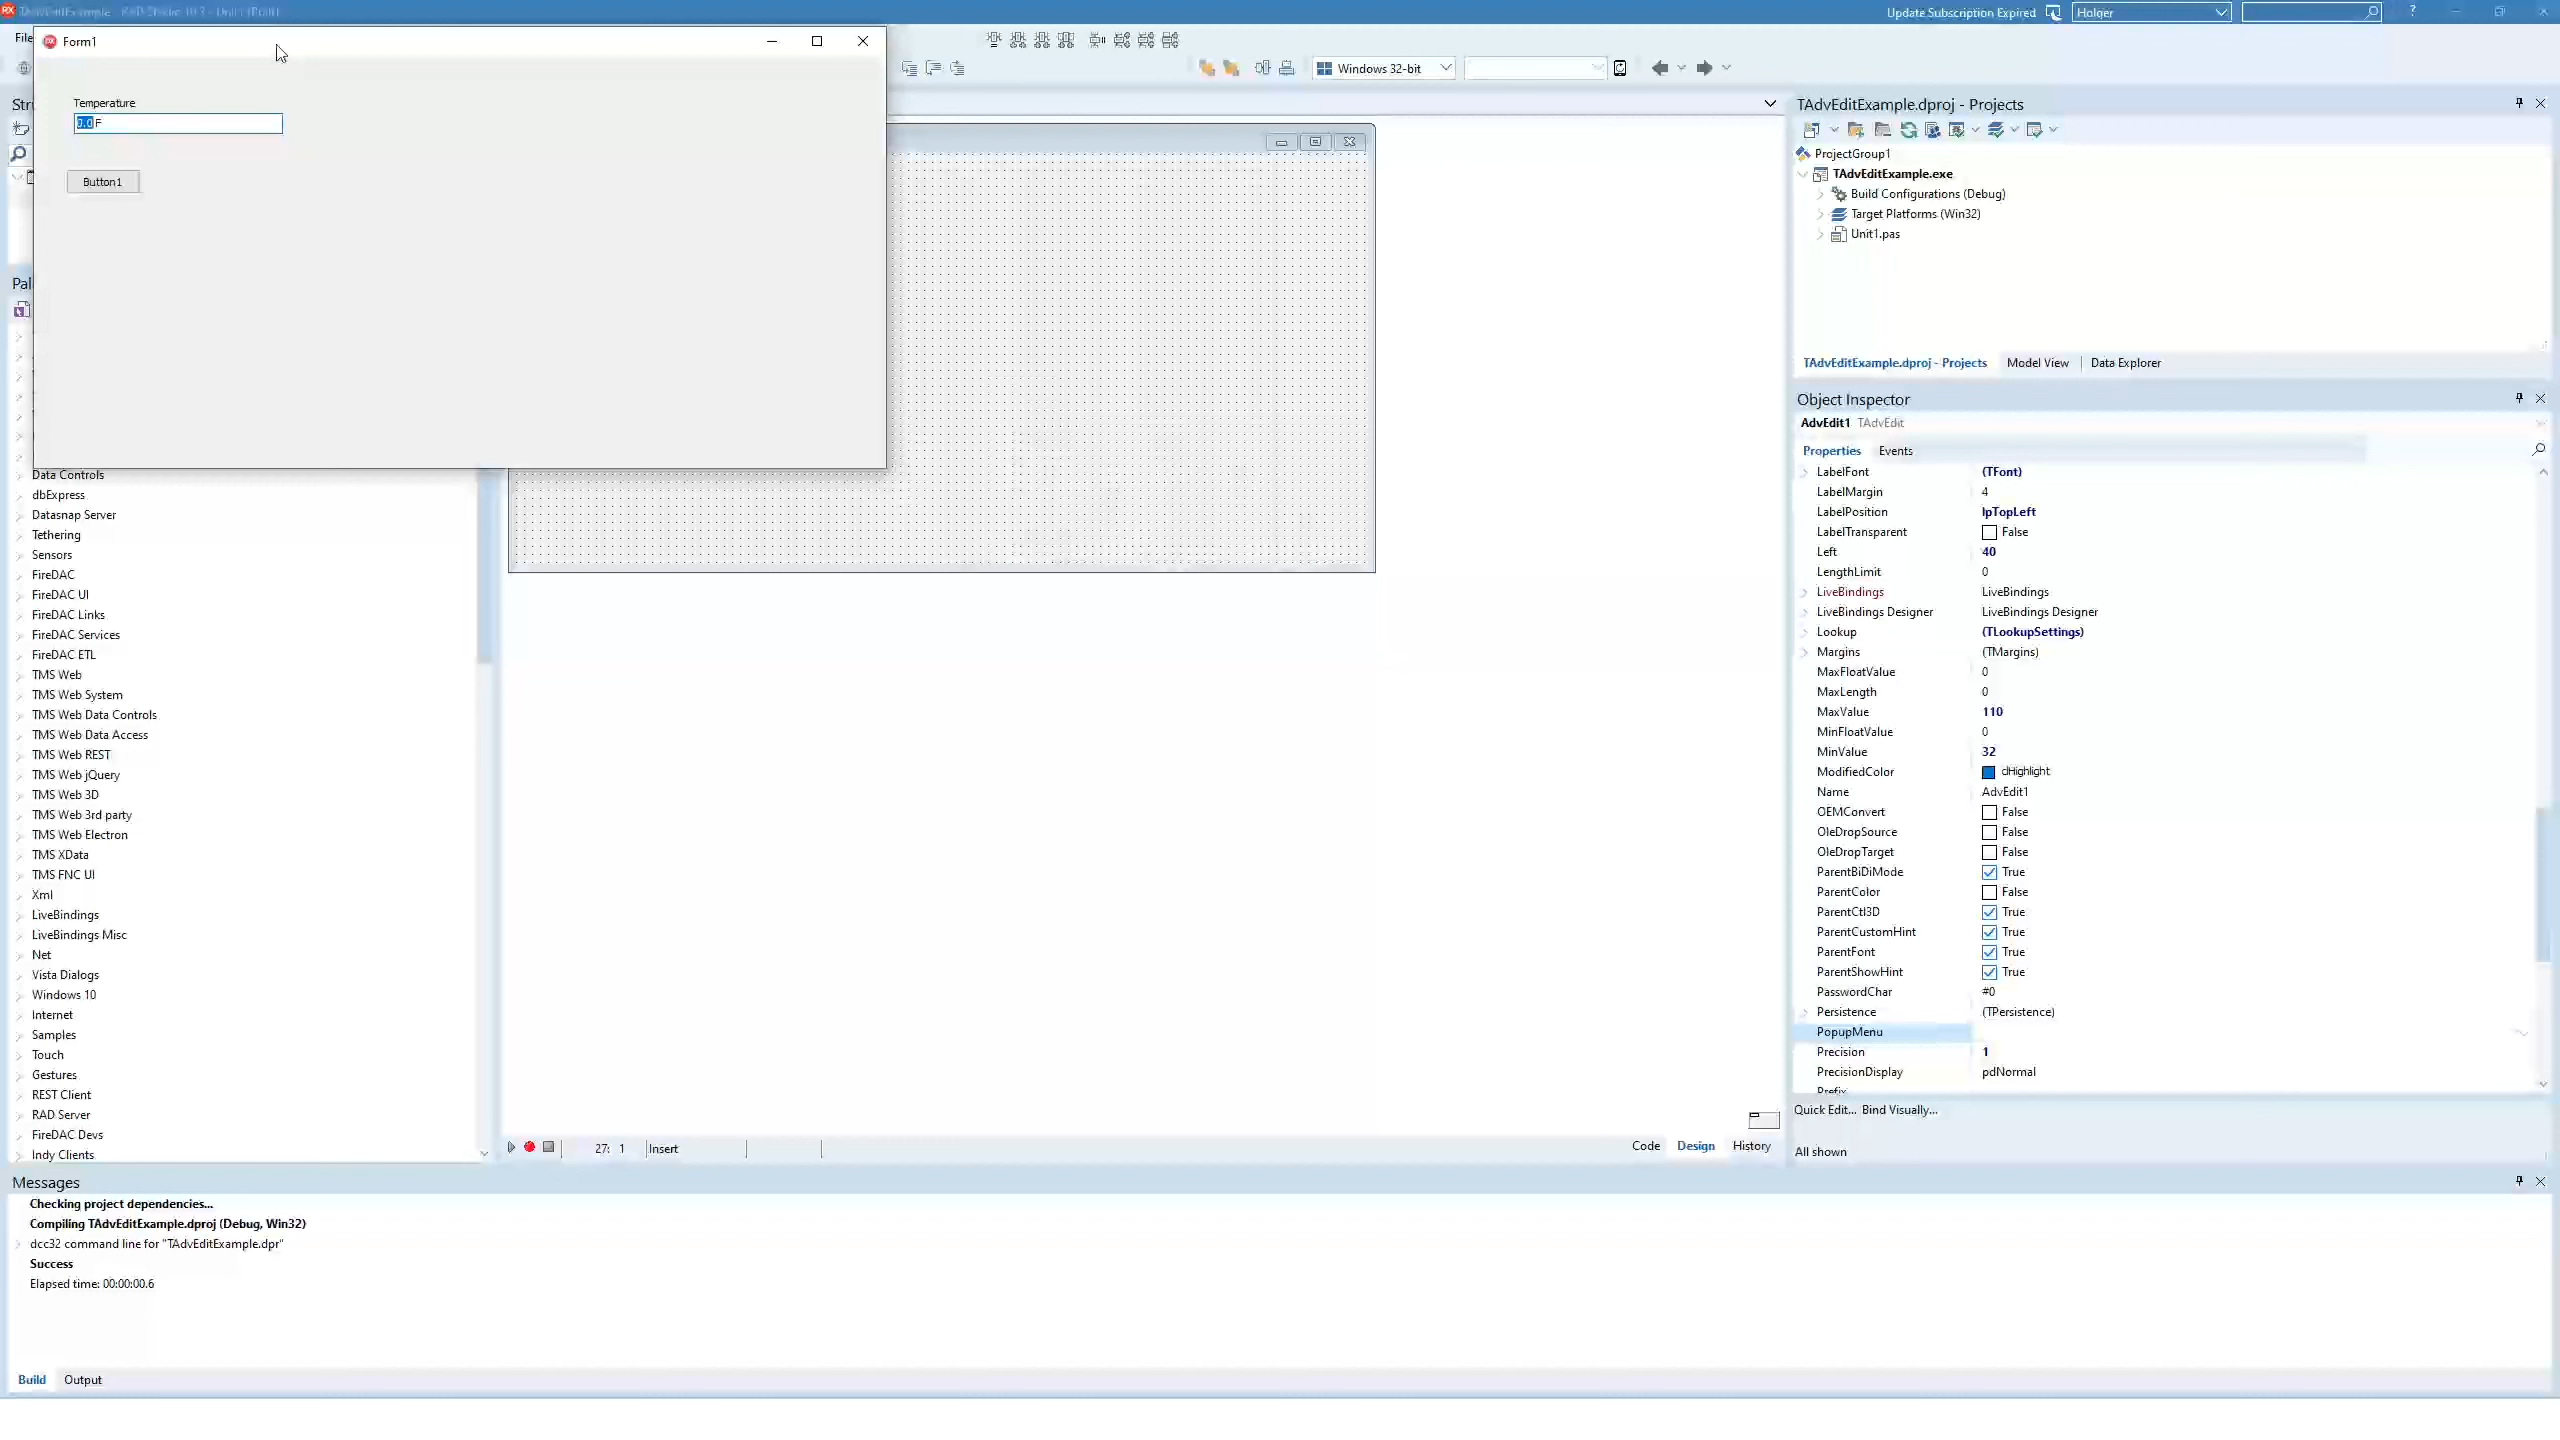 Update Subscription Expired
Holger
?
File
Form1
Windows 32-bit
Temperature
F
Button1
Stru
Pal
Data Controls
dbExpress
Datasnap Server
Tethering
Sensors
FireDAC
FireDAC UI
FireDAC Links
FireDAC Services
FireDAC ETL
TMS Web
TMS Web System
TMS Web Data Controls
TMS Web Data Access
TMS Web REST
TMS Web jQuery
TMS Web 3D
TMS Web 3rd party
TMS Web Electron
TMS XData
TMS FNC UI
Xml
LiveBindings
LiveBindings Misc
Net
Vista Dialogs
Windows 10
Internet
Samples
Touch
Gestures
REST Client
RAD Server
FireDAC Devs
Indy Clients
27: 1 Insert
Code Design History
TAdvEditExample.dproj - Projects
ProjectGroup1
TAdvEditExample.exe
Build Configurations (Debug)
Target Platforms (Win32)
Unit1.pas
TAdvEditExample.dproj - Projects Model View Data Explorer
Object Inspector
AdvEdit1 TAdvEdit
Properties Events
LabelFont (TFont)
LabelMargin 4
LabelPosition lpTopLeft
LabelTransparent False
Left 40
LengthLimit 0
LiveBindings LiveBindings
LiveBindings Designer LiveBindings Designer
Lookup (TLookupSettings)
Margins (TMargins)
MaxFloatValue 0
MaxLength 0
MaxValue 110
MinFloatValue 0
MinValue 32
ModifiedColor clHighlight
Name AdvEdit1
OEMConvert False
OleDropSource False
OleDropTarget False
ParentBiDiMode True
ParentColor False
ParentCtl3D True
ParentCustomHint True
ParentFont True
ParentShowHint True
PasswordChar #0
Persistence (TPersistence)
PopupMenu
Precision 1
PrecisionDisplay pdNormal
Prefix
Quick Edit... Bind Visually...
All shown
Messages
Checking project dependencies...
Compiling TAdvEditExample.dproj (Debug, Win32)
dcc32 command line for "TAdvEditExample.dpr"
Success
Elapsed time: 00:00:00.6
Build Output